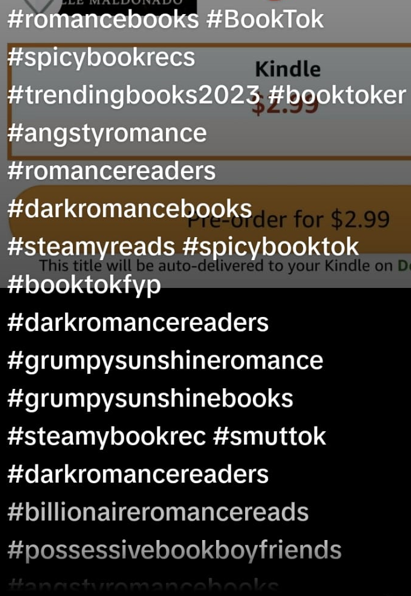 MALDONADO
#romancebooks #BookTok
#spicybookrecs
Kindle
#trendingbooks2023 #booktoker
$2.99
#angstyromance
#romancereaders
#darkromancebooks
Pre-order for $2.99
#steamyreads #spicybooktok
This title will be auto-delivered to your Kindle on
#booktokfyp
#darkromancereaders
#grumpysunshineromance
#grumpysunshinebooks
#steamybookrec #smuttok
#darkromancereaders
#billionaireromancereads
#possessivebookboyfriends
#angstyromancebooks